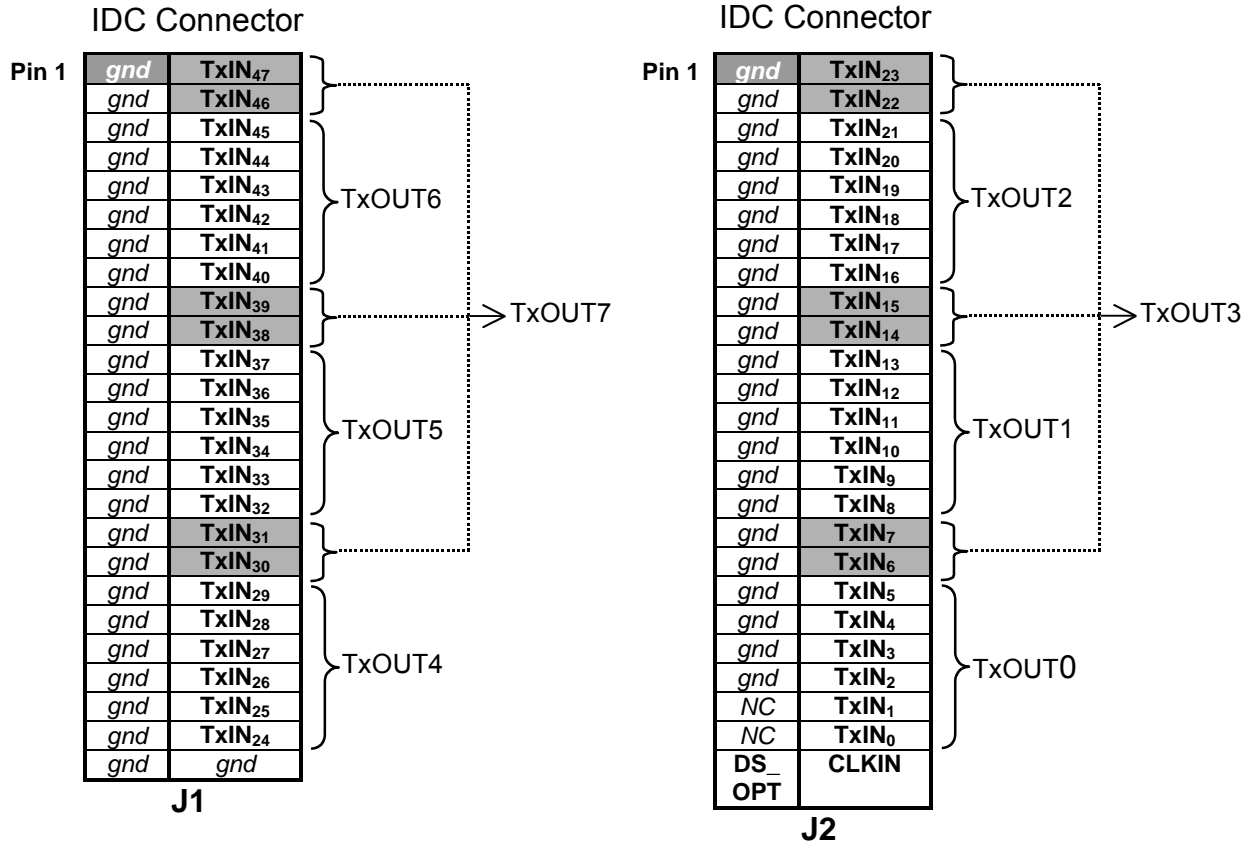 IDC Connector
Pin 1 gnd TxIN47
gnd TxIN46
gnd TxIN45
gnd TxIN44
gnd TxIN43
TxOUT6
gnd TxIN42
gnd TxIN41
gnd TxIN40
gnd TxIN39
TxOUT7
gnd TxIN38
gnd TxIN37
gnd TxIN36
gnd TxIN35
TxOUT5
gnd TxIN34
gnd TxIN33
gnd TxIN32
gnd TxIN31
gnd TxIN30
gnd TxIN29
gnd TxIN28
gnd TxIN27
TxOUT4
gnd TxIN26
gnd TxIN25
gnd TxIN24
gnd gnd
J1
IDC Connector
Pin 1 gnd TxIN23
gnd TxIN22
gnd TxIN21
gnd TxIN20
gnd TxIN19
TxOUT2
gnd TxIN18
gnd TxIN17
gnd TxIN16
gnd TxIN15
TxOUT3
gnd TxIN14
gnd TxIN13
gnd TxIN12
gnd TxIN11
TxOUT1
gnd TxIN10
gnd TxIN9
gnd TxIN8
gnd TxIN7
gnd TxIN6
gnd TxIN5
gnd TxIN4
gnd TxIN3
TxOUT0
gnd TxIN2
NC TxIN1
NC TxIN0
DS_ CLKIN
OPT
J2